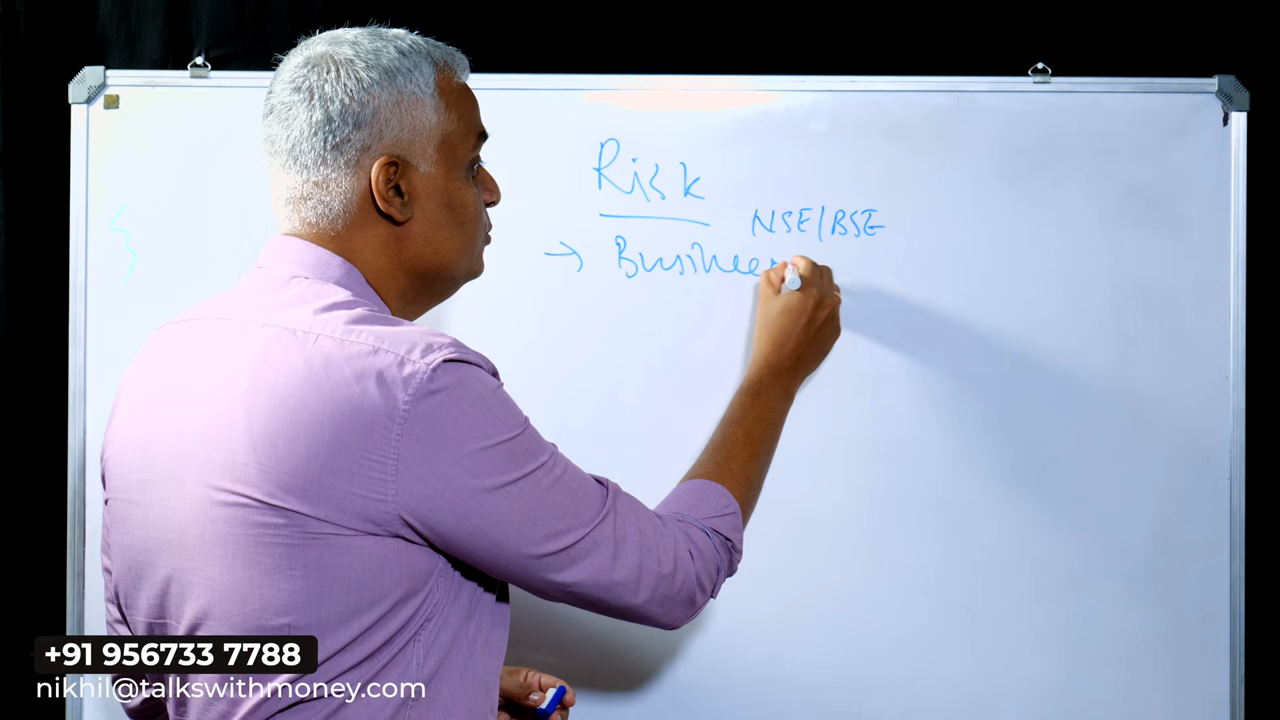 Risk
NSE/BSE
→ Business
+91 956733 7788
nikhil@talkswithmoney.com